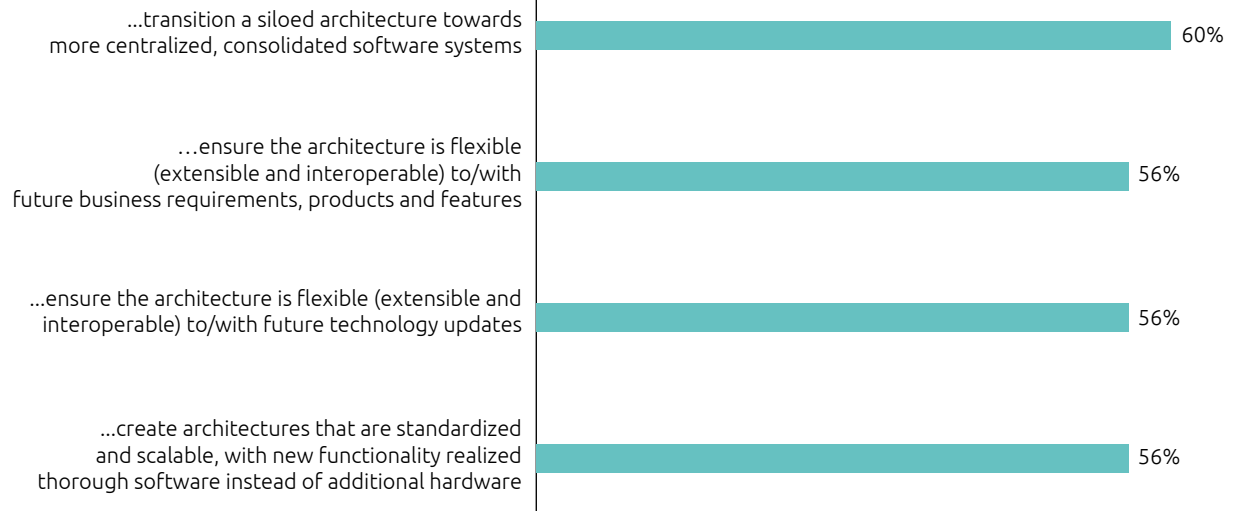 ...transition a siloed architecture towards
more centralized, consolidated software systems
60%
…ensure the architecture is flexible
(extensible and interoperable) to/with
future business requirements, products and features
56%
...ensure the architecture is flexible (extensible and
interoperable) to/with future technology updates
56%
...create architectures that are standardized
and scalable, with new functionality realized
thorough software instead of additional hardware
56%